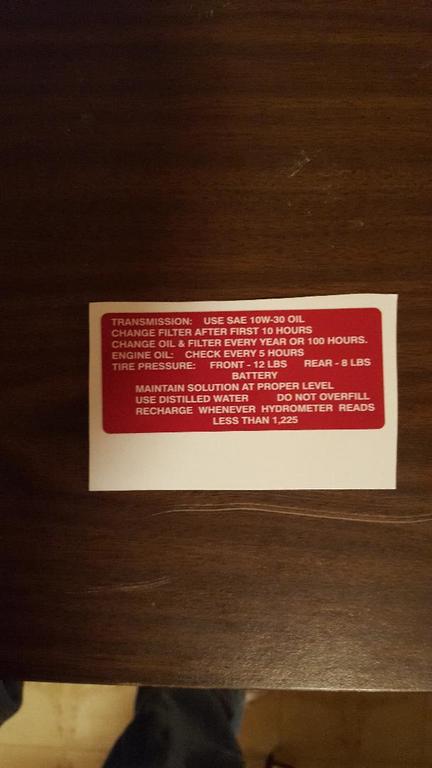 TRANSMISSION: USE SAE 10W-30 OIL
CHANGE FILTER AFTER FIRST 10 HOURS
CHANGE OIL & FILTER EVERY YEAR OR 100 HOURS.
ENGINE OIL: CHECK EVERY 5 HOURS
TIRE PRESSURE: FRONT - 12 LBS REAR - 8 LBS
BATTERY
MAINTAIN SOLUTION AT PROPER LEVEL
USE DISTILLED WATER DO NOT OVERFILL
RECHARGE WHENEVER HYDROMETER READS
LESS THAN 1,225